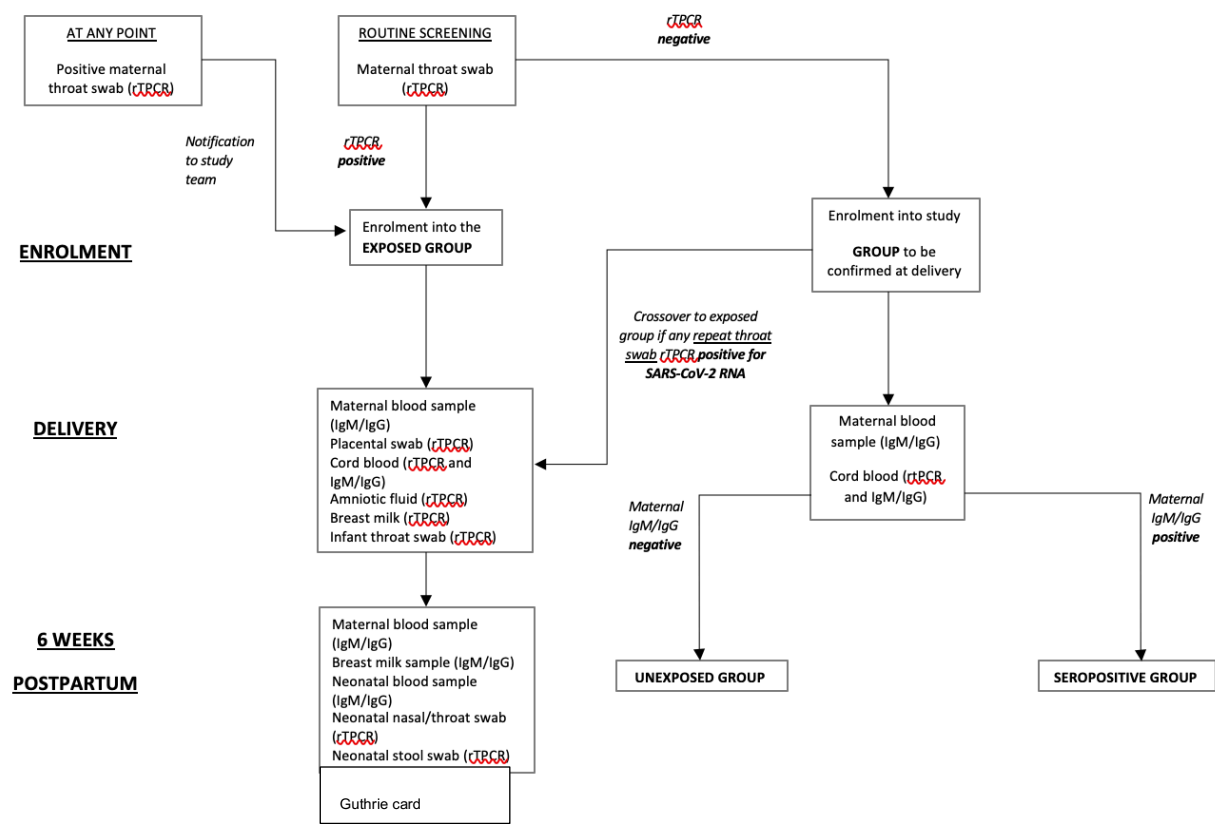 AT ANY POINT
Positive maternal
throat swab (rTPCR)
ROUTINE SCREENING
Maternal throat swab
(rTPCR)
rTPCR
negative
Notification
to study
team
rTPCR
positive
ENROLMENT
Enrolment into the
EXPOSED GROUP
Enrolment into study
GROUP to be
confirmed at delivery
Crossover to exposed
group if any repeat throat
swab rTPCR positive for
SARS-CoV-2 RNA
DELIVERY
Maternal blood sample
(IgM/IgG)
Placental swab (rTPCR)
Cord blood (rTPCR and
IgM/IgG)
Amniotic fluid (rTPCR)
Breast milk (rTPCR)
Infant throat swab (rTPCR)
Maternal blood
sample (IgM/IgG)
Cord blood (rtPCR
and IgM/IgG)
Maternal
IgM/IgG
negative
Maternal
IgM/IgG
positive
6 WEEKS
POSTPARTUM
Maternal blood sample
(IgM/IgG)
Breast milk sample (IgM/IgG)
Neonatal blood sample
(IgM/IgG)
Neonatal nasal/throat swab
(rTPCR)
Neonatal stool swab (rTPCR)
Guthrie card
UNEXPOSED GROUP
SEROPOSITIVE GROUP